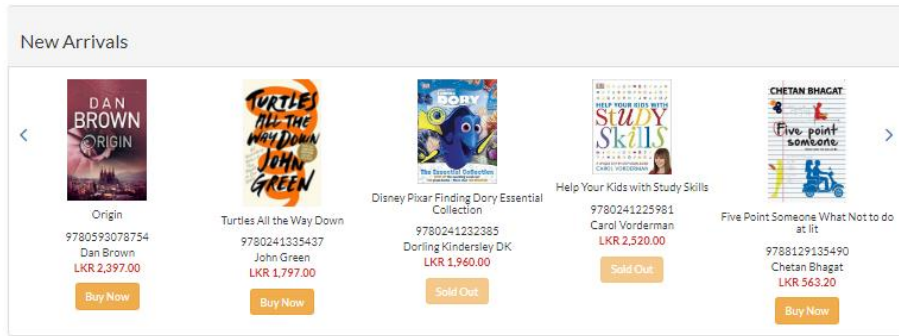 New Arrivals
DAN
BROWN
ORIGIN
Origin
9780593078754
Dan Brown
LKR 2,397.00
Buy Now
TURTLES
ALL THE
WAY DOWN
JOHN
GREEN
Turtles All the Way Down
9780241335437
John Green
LKR 1,797.00
Buy Now
DORY
The Essential Collection
Disney Pixar Finding Dory Essential
Collection
9780241232385
Dorling Kindersley DK
LKR 1,960.00
Sold Out
HELP YOUR KIDS WITH
StUDY
SkillS
CAROL VORDERMAN
Help Your Kids with Study Skills
9780241225981
Carol Vorderman
LKR 2,520.00
Sold Out
CHETAN BHAGAT
Five point
someone
Five Point Someone What Not to do
at Iit
9788129135490
Chetan Bhagat
LKR 563.20
Buy Now